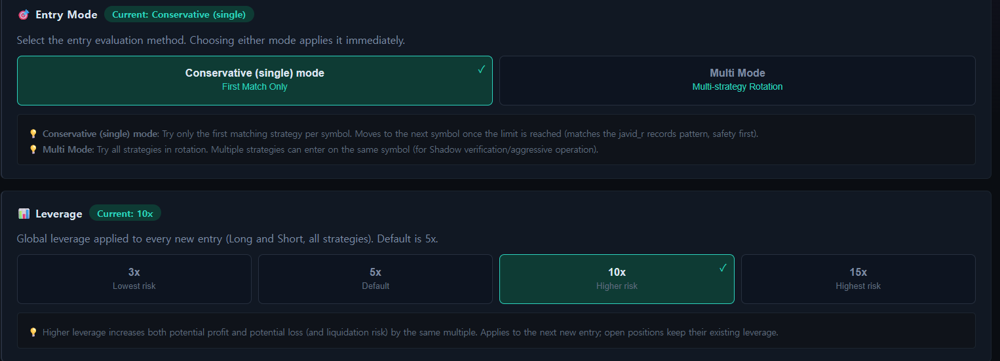 Entry Mode Current: Conservative (single)
Select the entry evaluation method. Choosing either mode applies it immediately.
Conservative (single) mode
First Match Only
Multi Mode
Multi-strategy Rotation
Conservative (single) mode: Try only the first matching strategy per symbol. Moves to the next symbol once the limit is reached (matches the javid_r records pattern, safety first).
Multi Mode: Try all strategies in rotation. Multiple strategies can enter on the same symbol (for Shadow verification/aggressive operation).
Leverage Current: 10x
Global leverage applied to every new entry (Long and Short, all strategies). Default is 5x.
3x
Lowest risk
5x
Default
10x
Higher risk
15x
Highest risk
Higher leverage increases both potential profit and potential loss (and liquidation risk) by the same multiple. Applies to the next new entry; open positions keep their existing leverage.